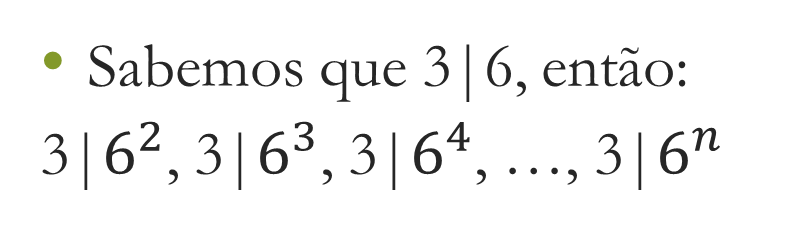 • Sabemos que 3|6, então:
3|6², 3|6³, 3|6⁴, …, 3|6ⁿ